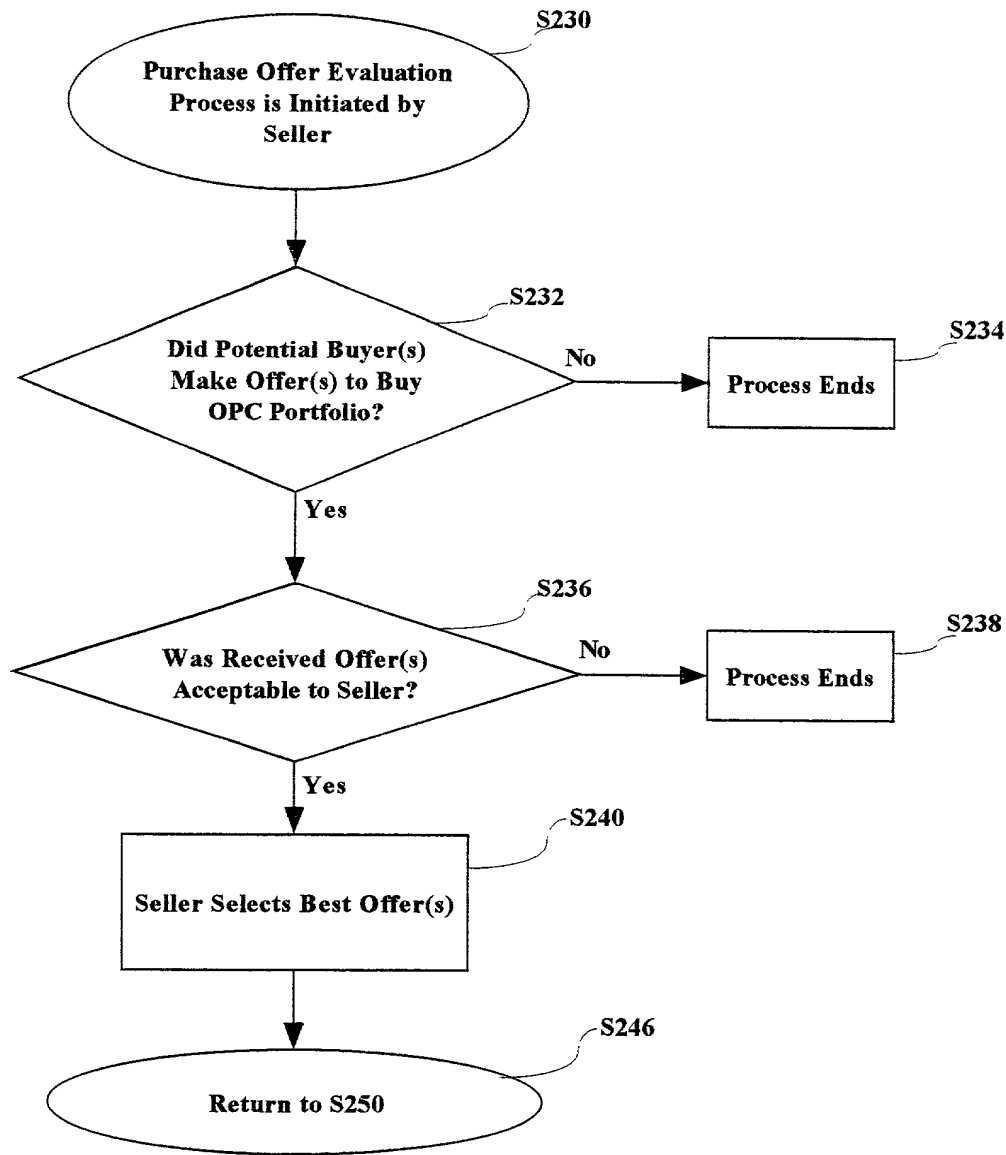 S230
Purchase Offer Evaluation
Process is Initiated by
Seller
S232
Did Potential Buyer(s)
Make Offer(s) to Buy
OPC Portfolio?
No
S234
Process Ends
Yes
S236
Was Received Offer(s)
Acceptable to Seller?
No
S238
Process Ends
Yes
S240
Seller Selects Best Offer(s)
S246
Return to S250